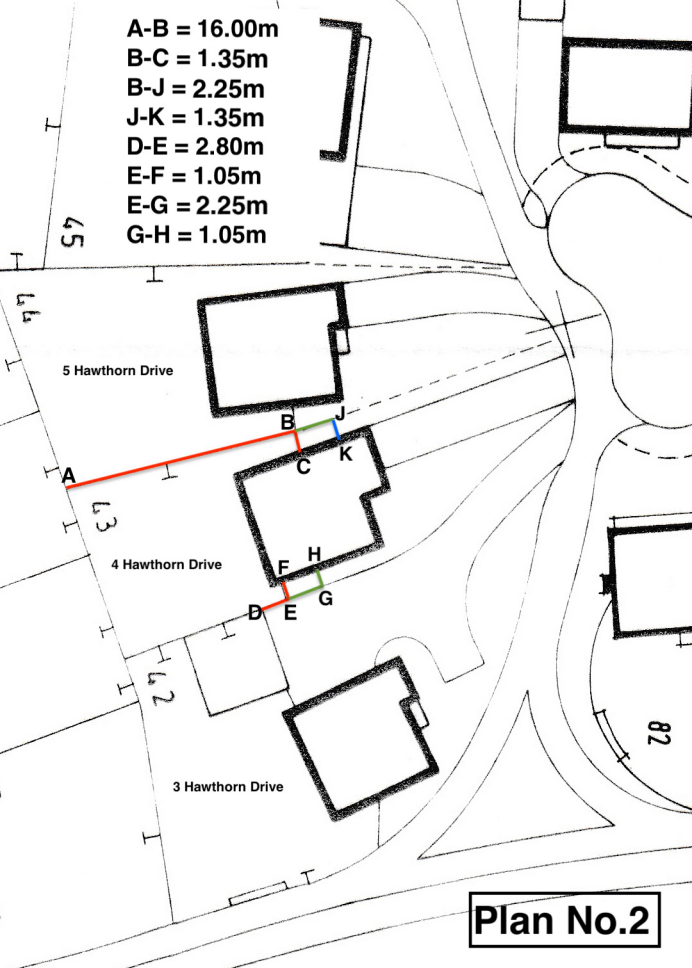 A-B = 16.00m
B-C = 1.35m
B-J = 2.25m
J-K = 1.35m
D-E = 2.80m
E-F = 1.05m
E-G = 2.25m
G-H = 1.05m
45
44
5 Hawthorn Drive
B
J
A
C
K
43
4 Hawthorn Drive
F
H
D
E
G
42
82
3 Hawthorn Drive
Plan No.2